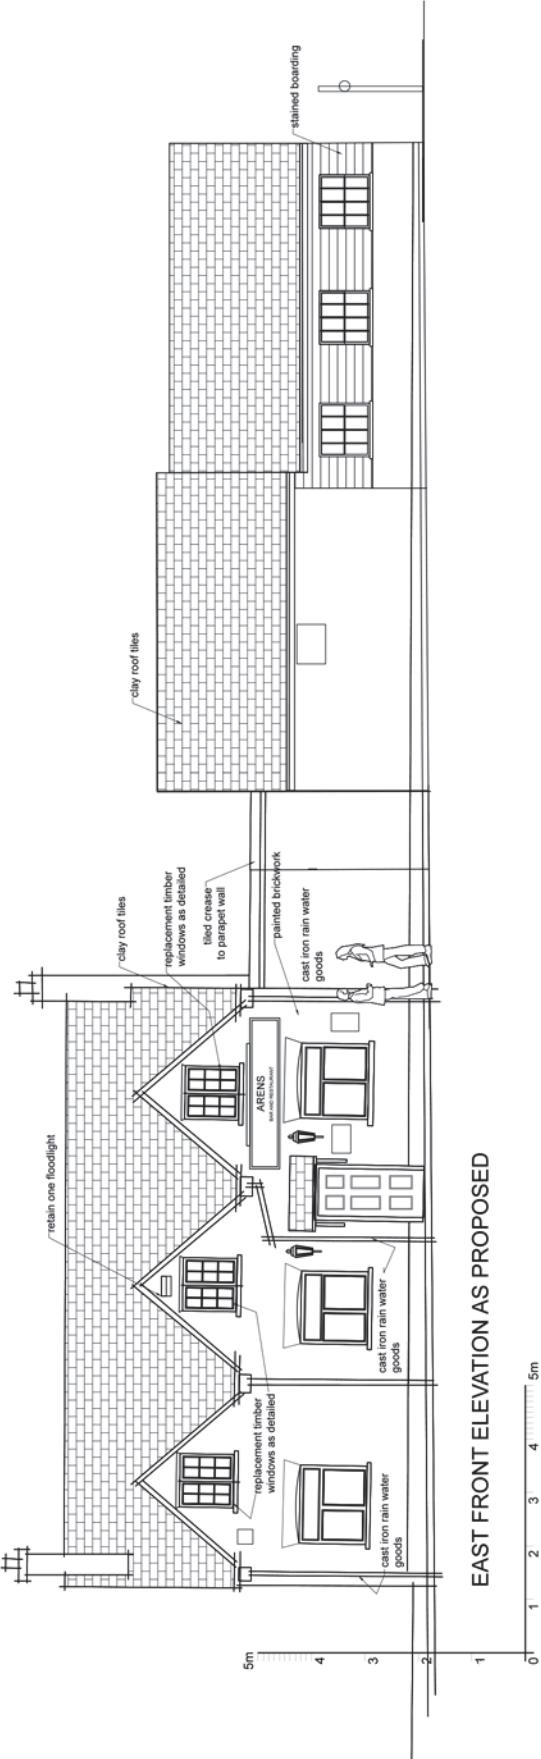 retain one floodlight
clay roof tiles
replacement timber
windows as detailed
tiled crease
to parapet wall
clay roof tiles
stained boarding
painted brickwork
cast iron rain water
goods
ARENS
BAR AND RESTAURANT
replacement timber
windows as detailed
cast iron rain water
goods
cast iron rain water
goods
EAST FRONT ELEVATION AS PROPOSED
5m
4
3
2
1
0
1
2
3
4
5m